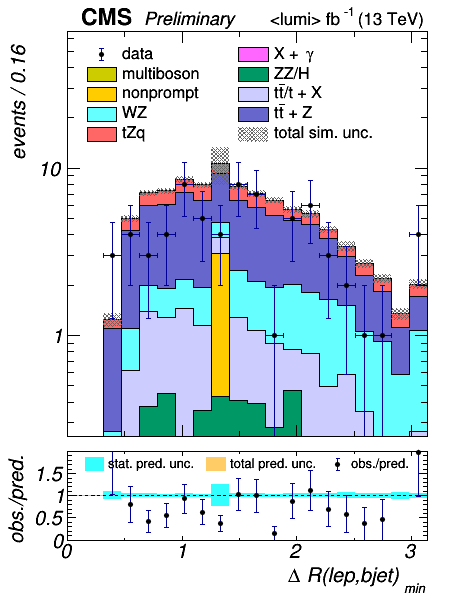 CMS Preliminary <lumi> fb⁻¹ (13 TeV)
events / 0.16
data
multiboson
nonprompt
WZ
tZq
X + γ
ZZ/H
tt̄/t + X
tt̄ + Z
total sim. unc.
10
1
obs./pred.
stat. pred. unc.
total pred. unc.
obs./pred.
1.5
1
0.5
0
0 1 2 3
Δ R(lep,bjet)min